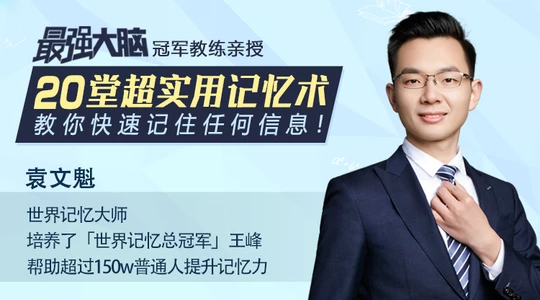 最强大脑 冠军教练亲授
20堂超实用记忆术
教你快速记住任何信息！
袁文魁
世界记忆大师
培养了「世界记忆总冠军」王峰
帮助超过150w普通人提升记忆力